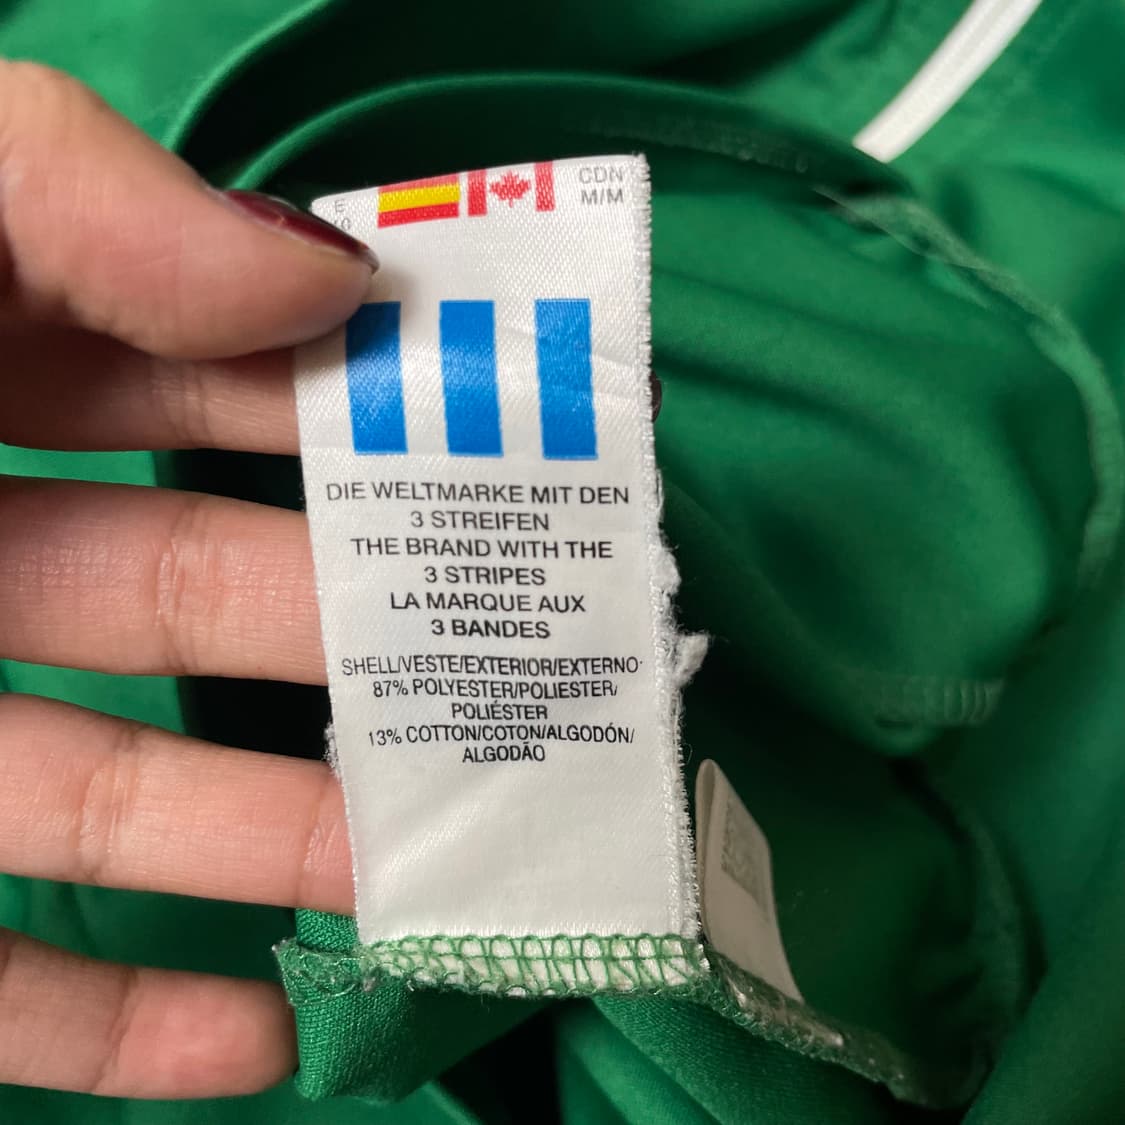 E CDN
M/M
DIE WELTMARKE MIT DEN
3 STREIFEN
THE BRAND WITH THE
3 STRIPES
LA MARQUE AUX
3 BANDES
SHELL/VESTE/EXTERIOR/EXTERNO·
87% POLYESTER/POLIESTER/
POLIÉSTER
13% COTTON/COTON/ALGODÓN/
ALGODÃO